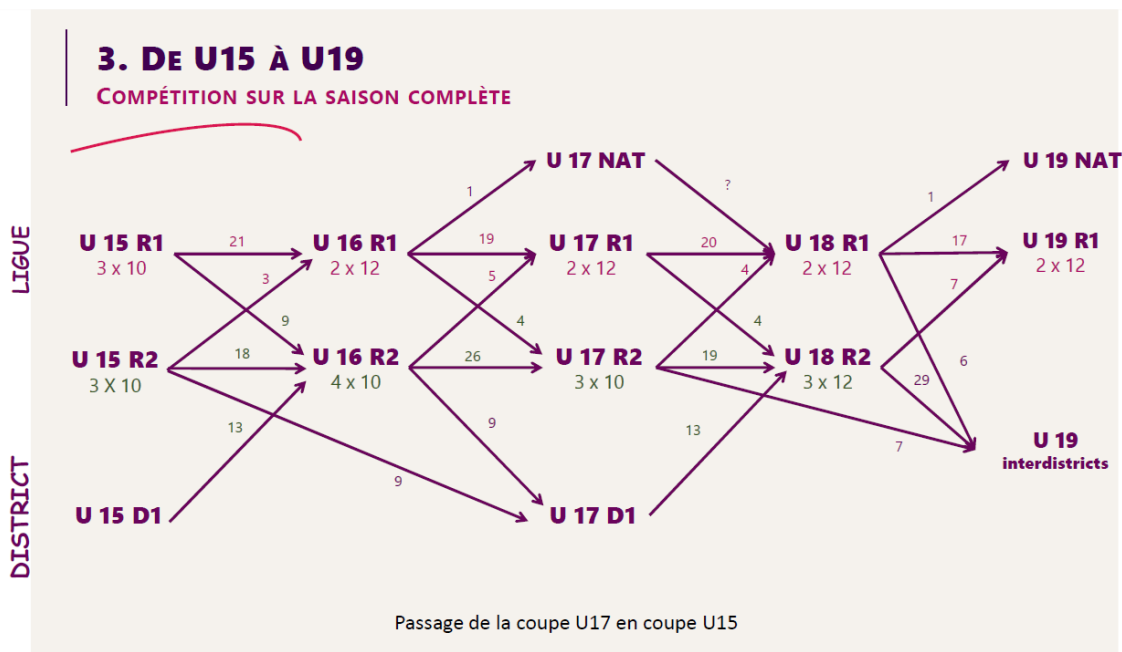 3. DE U15 À U19
COMPÉTITION SUR LA SAISON COMPLÈTE
LIGUE
DISTRICT
U 17 NAT
U 19 NAT
1
?
1
U 15 R1
3 x 10
21
U 16 R1
2 x 12
19
U 17 R1
2 x 12
20
U 18 R1
2 x 12
17
U 19 R1
2 x 12
3
5
4
7
9
4
4
U 15 R2
3 X 10
18
U 16 R2
4 x 10
26
U 17 R2
3 x 10
19
U 18 R2
3 x 12
6
29
13
9
13
7
U 19
interdistricts
9
U 15 D1
U 17 D1
Passage de la coupe U17 en coupe U15